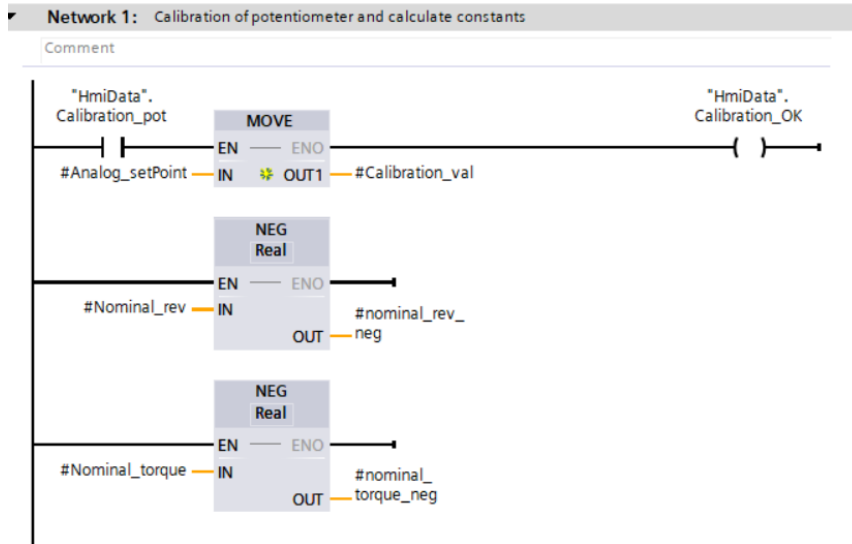 Network 1: Calibration of potentiometer and calculate constants
Comment
"HmiData".
Calibration_pot
"HmiData".
Calibration_OK
MOVE
EN ENO
#Analog_setPoint IN OUT1 #Calibration_val
NEG
Real
EN ENO
#Nominal_rev IN
#nominal_rev_
neg
OUT
NEG
Real
EN ENO
#Nominal_torque IN
#nominal_
torque_neg
OUT